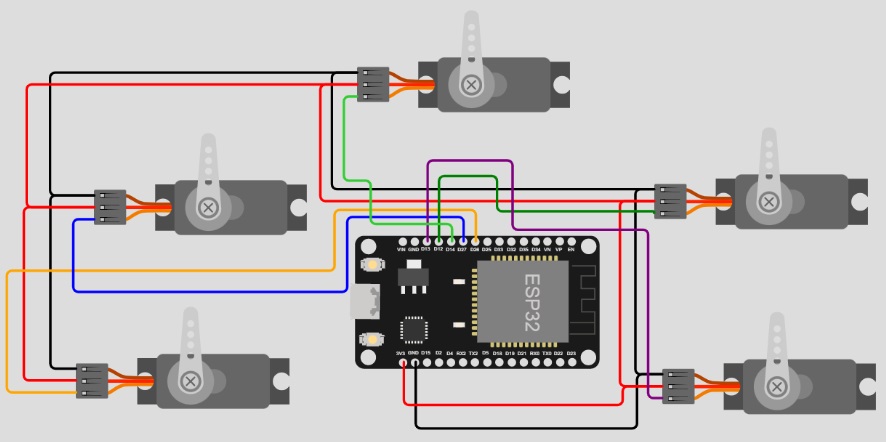 VIN GND D13 D12 D14 D27 D26 D25 D33 D32 D35 D34 VN VP EN
ESP32
3V3 GND D15 D2 D4 RX2 TX2 D5 D18 D19 D21 RX0 TX0 D22 D23